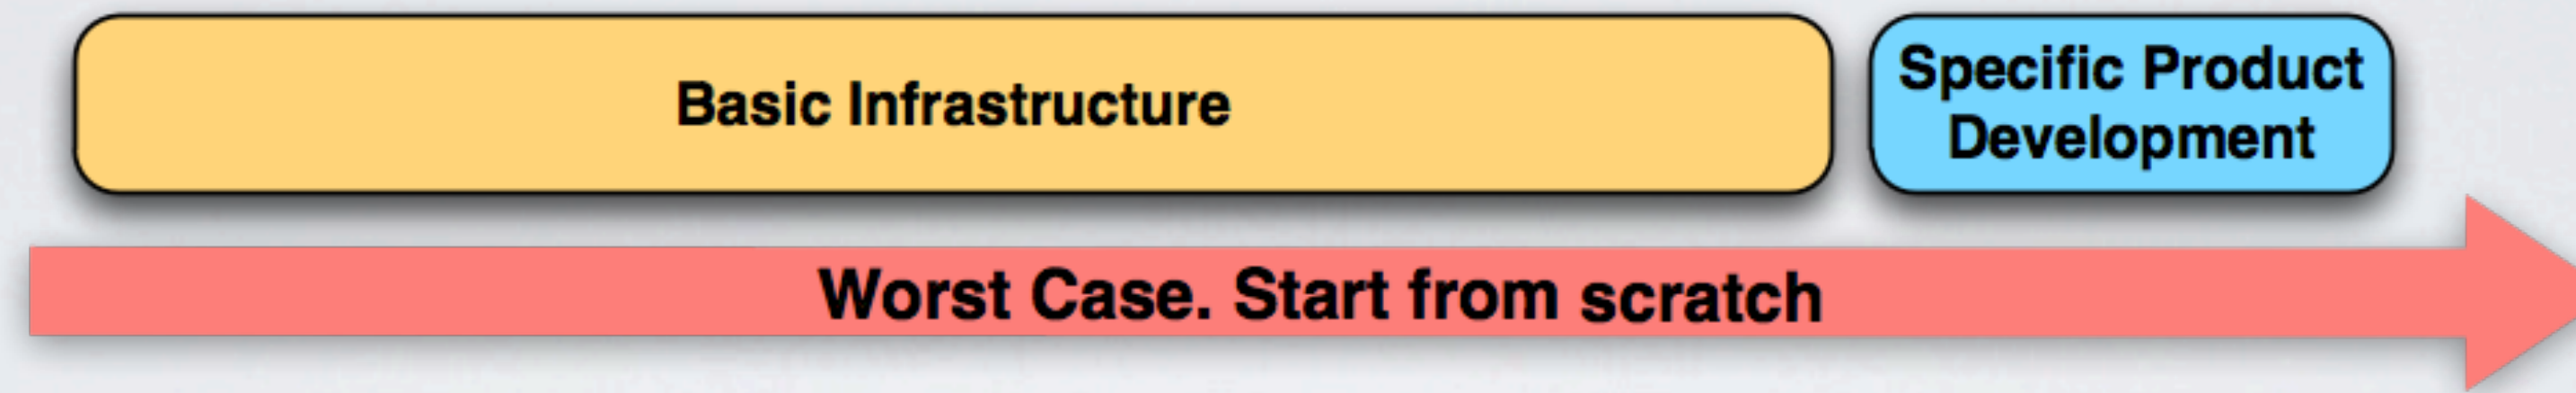 Basic Infrastructure
Specific Product
Development
Worst Case. Start from scratch